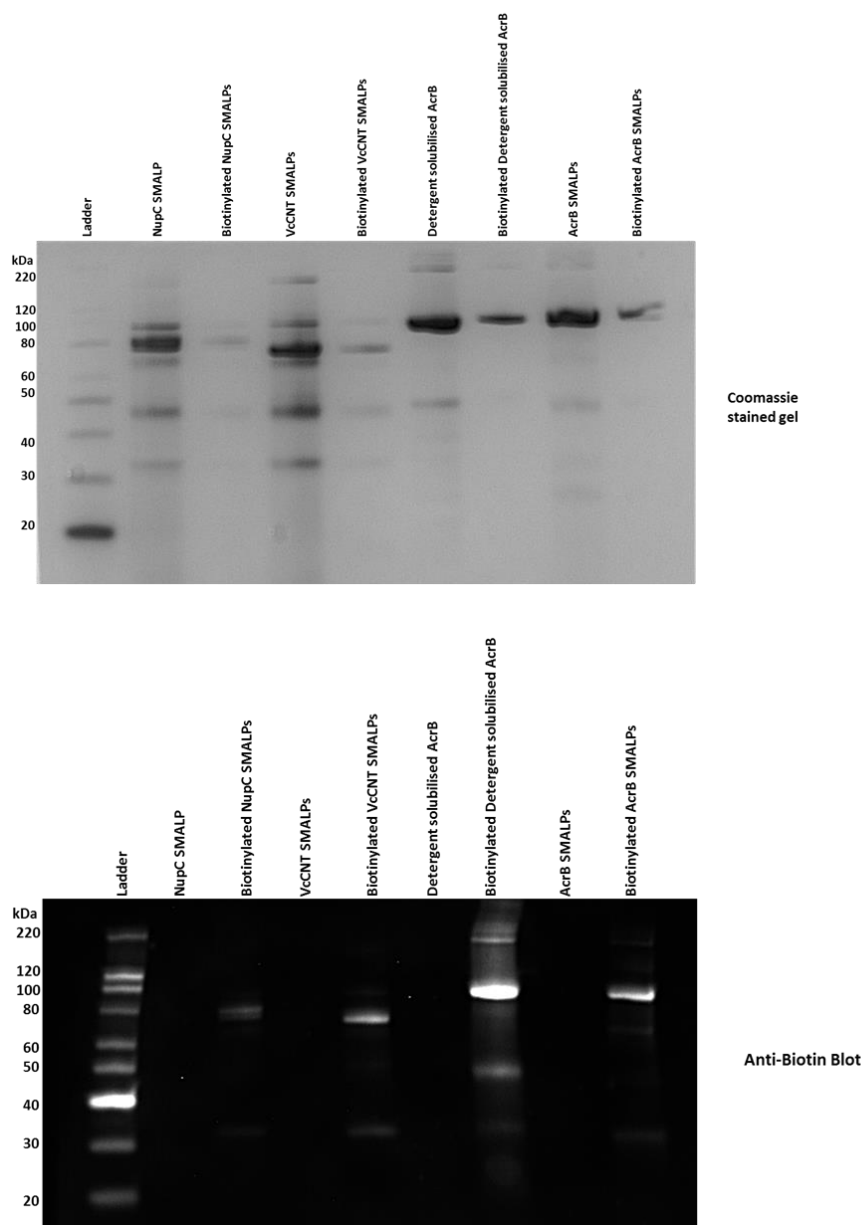 Ladder
NupC SMALP
Biotinylated NupC SMALPs
VcCNT SMALPs
Biotinylated VcCNT SMALPs
Detergent solubilised AcrB
Biotinylated Detergent solubilised AcrB
AcrB SMALPs
Biotinylated AcrB SMALPs
kDa
220
120
100
80
60
50
40
30
20
Coomassie
stained gel
Ladder
NupC SMALP
Biotinylated NupC SMALPs
VcCNT SMALPs
Biotinylated VcCNT SMALPs
Detergent solubilised AcrB
Biotinylated Detergent solubilised AcrB
AcrB SMALPs
Biotinylated AcrB SMALPs
kDa
220
120
100
80
60
50
40
30
20
Anti-Biotin Blot